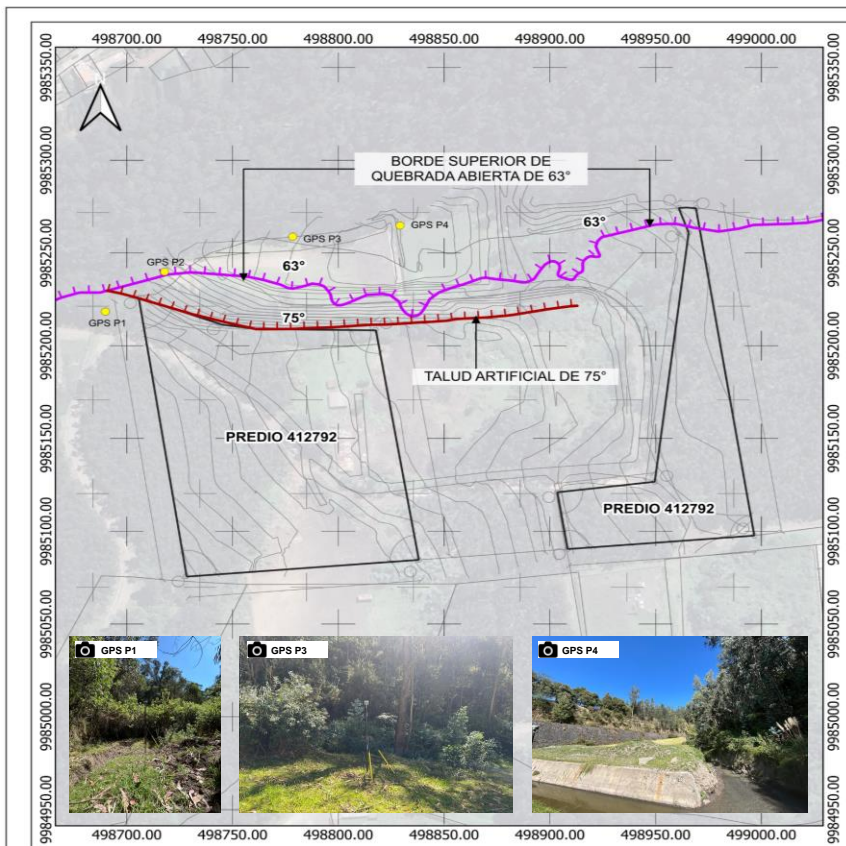 498700.00 498750.00 498800.00 498850.00 498900.00 498950.00 499000.00
9985350.00 9985350.00
9985300.00 9985300.00
BORDE SUPERIOR DE
QUEBRADA ABIERTA DE 63°
GPS P4
63°
GPS P3
9985250.00 9985250.00
63°
GPS P2
75°
GPS P1
9985200.00 9985200.00
TALUD ARTIFICIAL DE 75°
9985150.00 9985150.00
PREDIO 412792
PREDIO 412792
9985100.00 9985100.00
9985050.00 9985050.00
GPS P1
GPS P3
GPS P4
9985000.00 9985000.00
9984950.00 9984950.00
498700.00 498750.00 498800.00 498850.00 498900.00 498950.00 499000.00